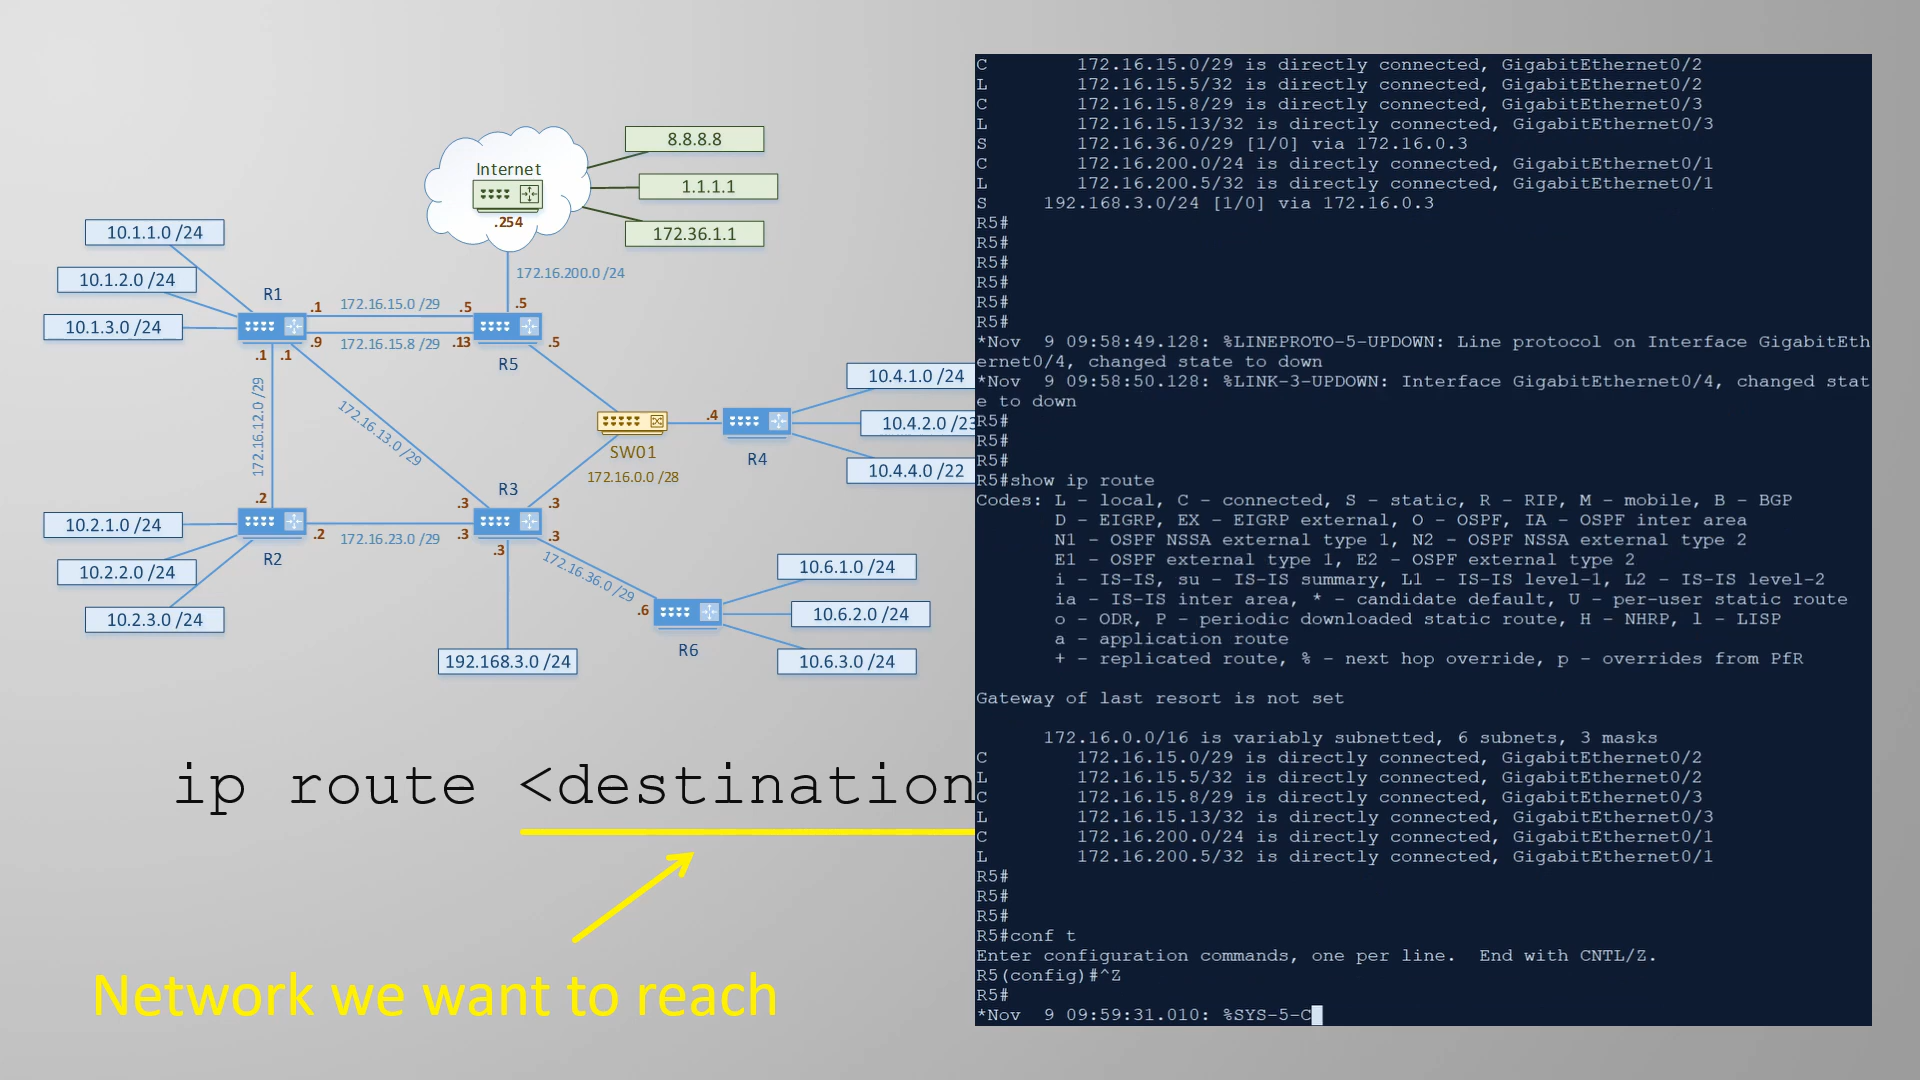 Internet
.254
8.8.8.8
1.1.1.1
172.36.1.1
172.16.200.0 /24
10.1.1.0 /24
10.1.2.0 /24
10.1.3.0 /24
R1
.1
172.16.15.0 /29
.5
.5
.9
172.16.15.8 /29
.13
.5
R5
.1
.1
172.16.12.0 /29
172.16.13.0 /29
SW01
172.16.0.0 /28
.4
R4
10.4.1.0 /24
10.4.2.0 /23
10.4.4.0 /22
.2
R3
.3
.3
10.2.1.0 /24
10.2.2.0 /24
10.2.3.0 /24
R2
.2
172.16.23.0 /29
.3
.3
.3
172.16.36.0 /29
.6
R6
10.6.1.0 /24
10.6.2.0 /24
10.6.3.0 /24
192.168.3.0 /24
ip route <destination
Network we want to reach
C 172.16.15.0/29 is directly connected, GigabitEthernet0/2
L 172.16.15.5/32 is directly connected, GigabitEthernet0/2
C 172.16.15.8/29 is directly connected, GigabitEthernet0/3
L 172.16.15.13/32 is directly connected, GigabitEthernet0/3
S 172.16.36.0/29 [1/0] via 172.16.0.3
C 172.16.200.0/24 is directly connected, GigabitEthernet0/1
L 172.16.200.5/32 is directly connected, GigabitEthernet0/1
S 192.168.3.0/24 [1/0] via 172.16.0.3
R5#
R5#
R5#
R5#
R5#
R5#
*Nov 9 09:58:49.128: %LINEPROTO-5-UPDOWN: Line protocol on Interface GigabitEth
ernet0/4, changed state to down
*Nov 9 09:58:50.128: %LINK-3-UPDOWN: Interface GigabitEthernet0/4, changed stat
e to down
R5#
R5#
R5#
R5#show ip route
Codes: L - local, C - connected, S - static, R - RIP, M - mobile, B - BGP
D - EIGRP, EX - EIGRP external, O - OSPF, IA - OSPF inter area
N1 - OSPF NSSA external type 1, N2 - OSPF NSSA external type 2
E1 - OSPF external type 1, E2 - OSPF external type 2
i - IS-IS, su - IS-IS summary, L1 - IS-IS level-1, L2 - IS-IS level-2
ia - IS-IS inter area, * - candidate default, U - per-user static route
o - ODR, P - periodic downloaded static route, H - NHRP, l - LISP
a - application route
+ - replicated route, % - next hop override, p - overrides from PfR
Gateway of last resort is not set
172.16.0.0/16 is variably subnetted, 6 subnets, 3 masks
C 172.16.15.0/29 is directly connected, GigabitEthernet0/2
L 172.16.15.5/32 is directly connected, GigabitEthernet0/2
C 172.16.15.8/29 is directly connected, GigabitEthernet0/3
L 172.16.15.13/32 is directly connected, GigabitEthernet0/3
C 172.16.200.0/24 is directly connected, GigabitEthernet0/1
L 172.16.200.5/32 is directly connected, GigabitEthernet0/1
R5#
R5#
R5#
R5#conf t
Enter configuration commands, one per line. End with CNTL/Z.
R5(config)#^Z
R5#
*Nov 9 09:59:31.010: %SYS-5-C